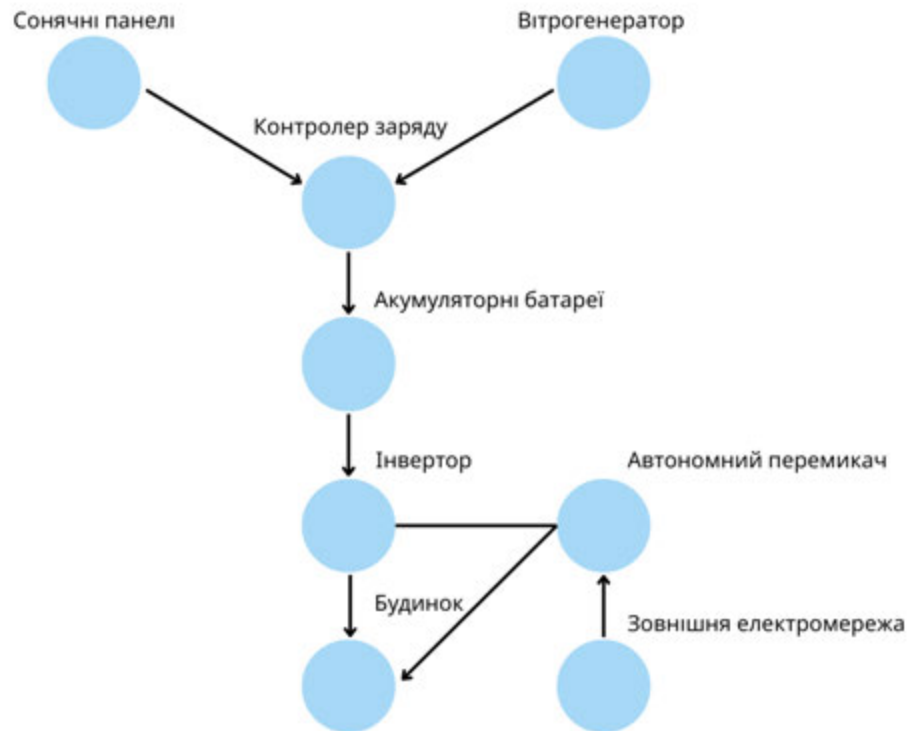 Сонячні панелі
Вітрогенератор
Контролер заряду
Акумуляторні батареї
Інвертор
Автономний перемикач
Будинок
Зовнішня електромережа